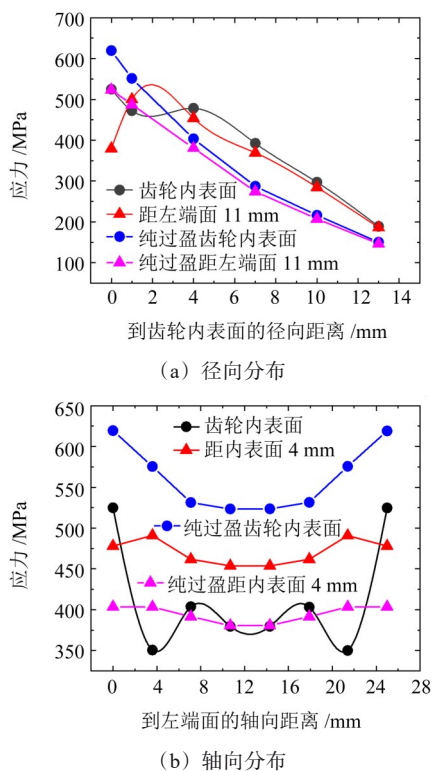 700
600
500
400
300
200
100
应力 /MPa
齿轮内表面
距左端面 11 mm
纯过盈齿轮内表面
纯过盈距左端面 11 mm
0 2 4 6 8 10 12 14
到齿轮内表面的径向距离 /mm
（a）径向分布
650
600
550
500
450
400
350
应力 /MPa
齿轮内表面
距内表面 4 mm
纯过盈齿轮内表面
纯过盈距内表面 4 mm
0 4 8 12 16 20 24 28
到左端面的轴向距离 /mm
（b）轴向分布